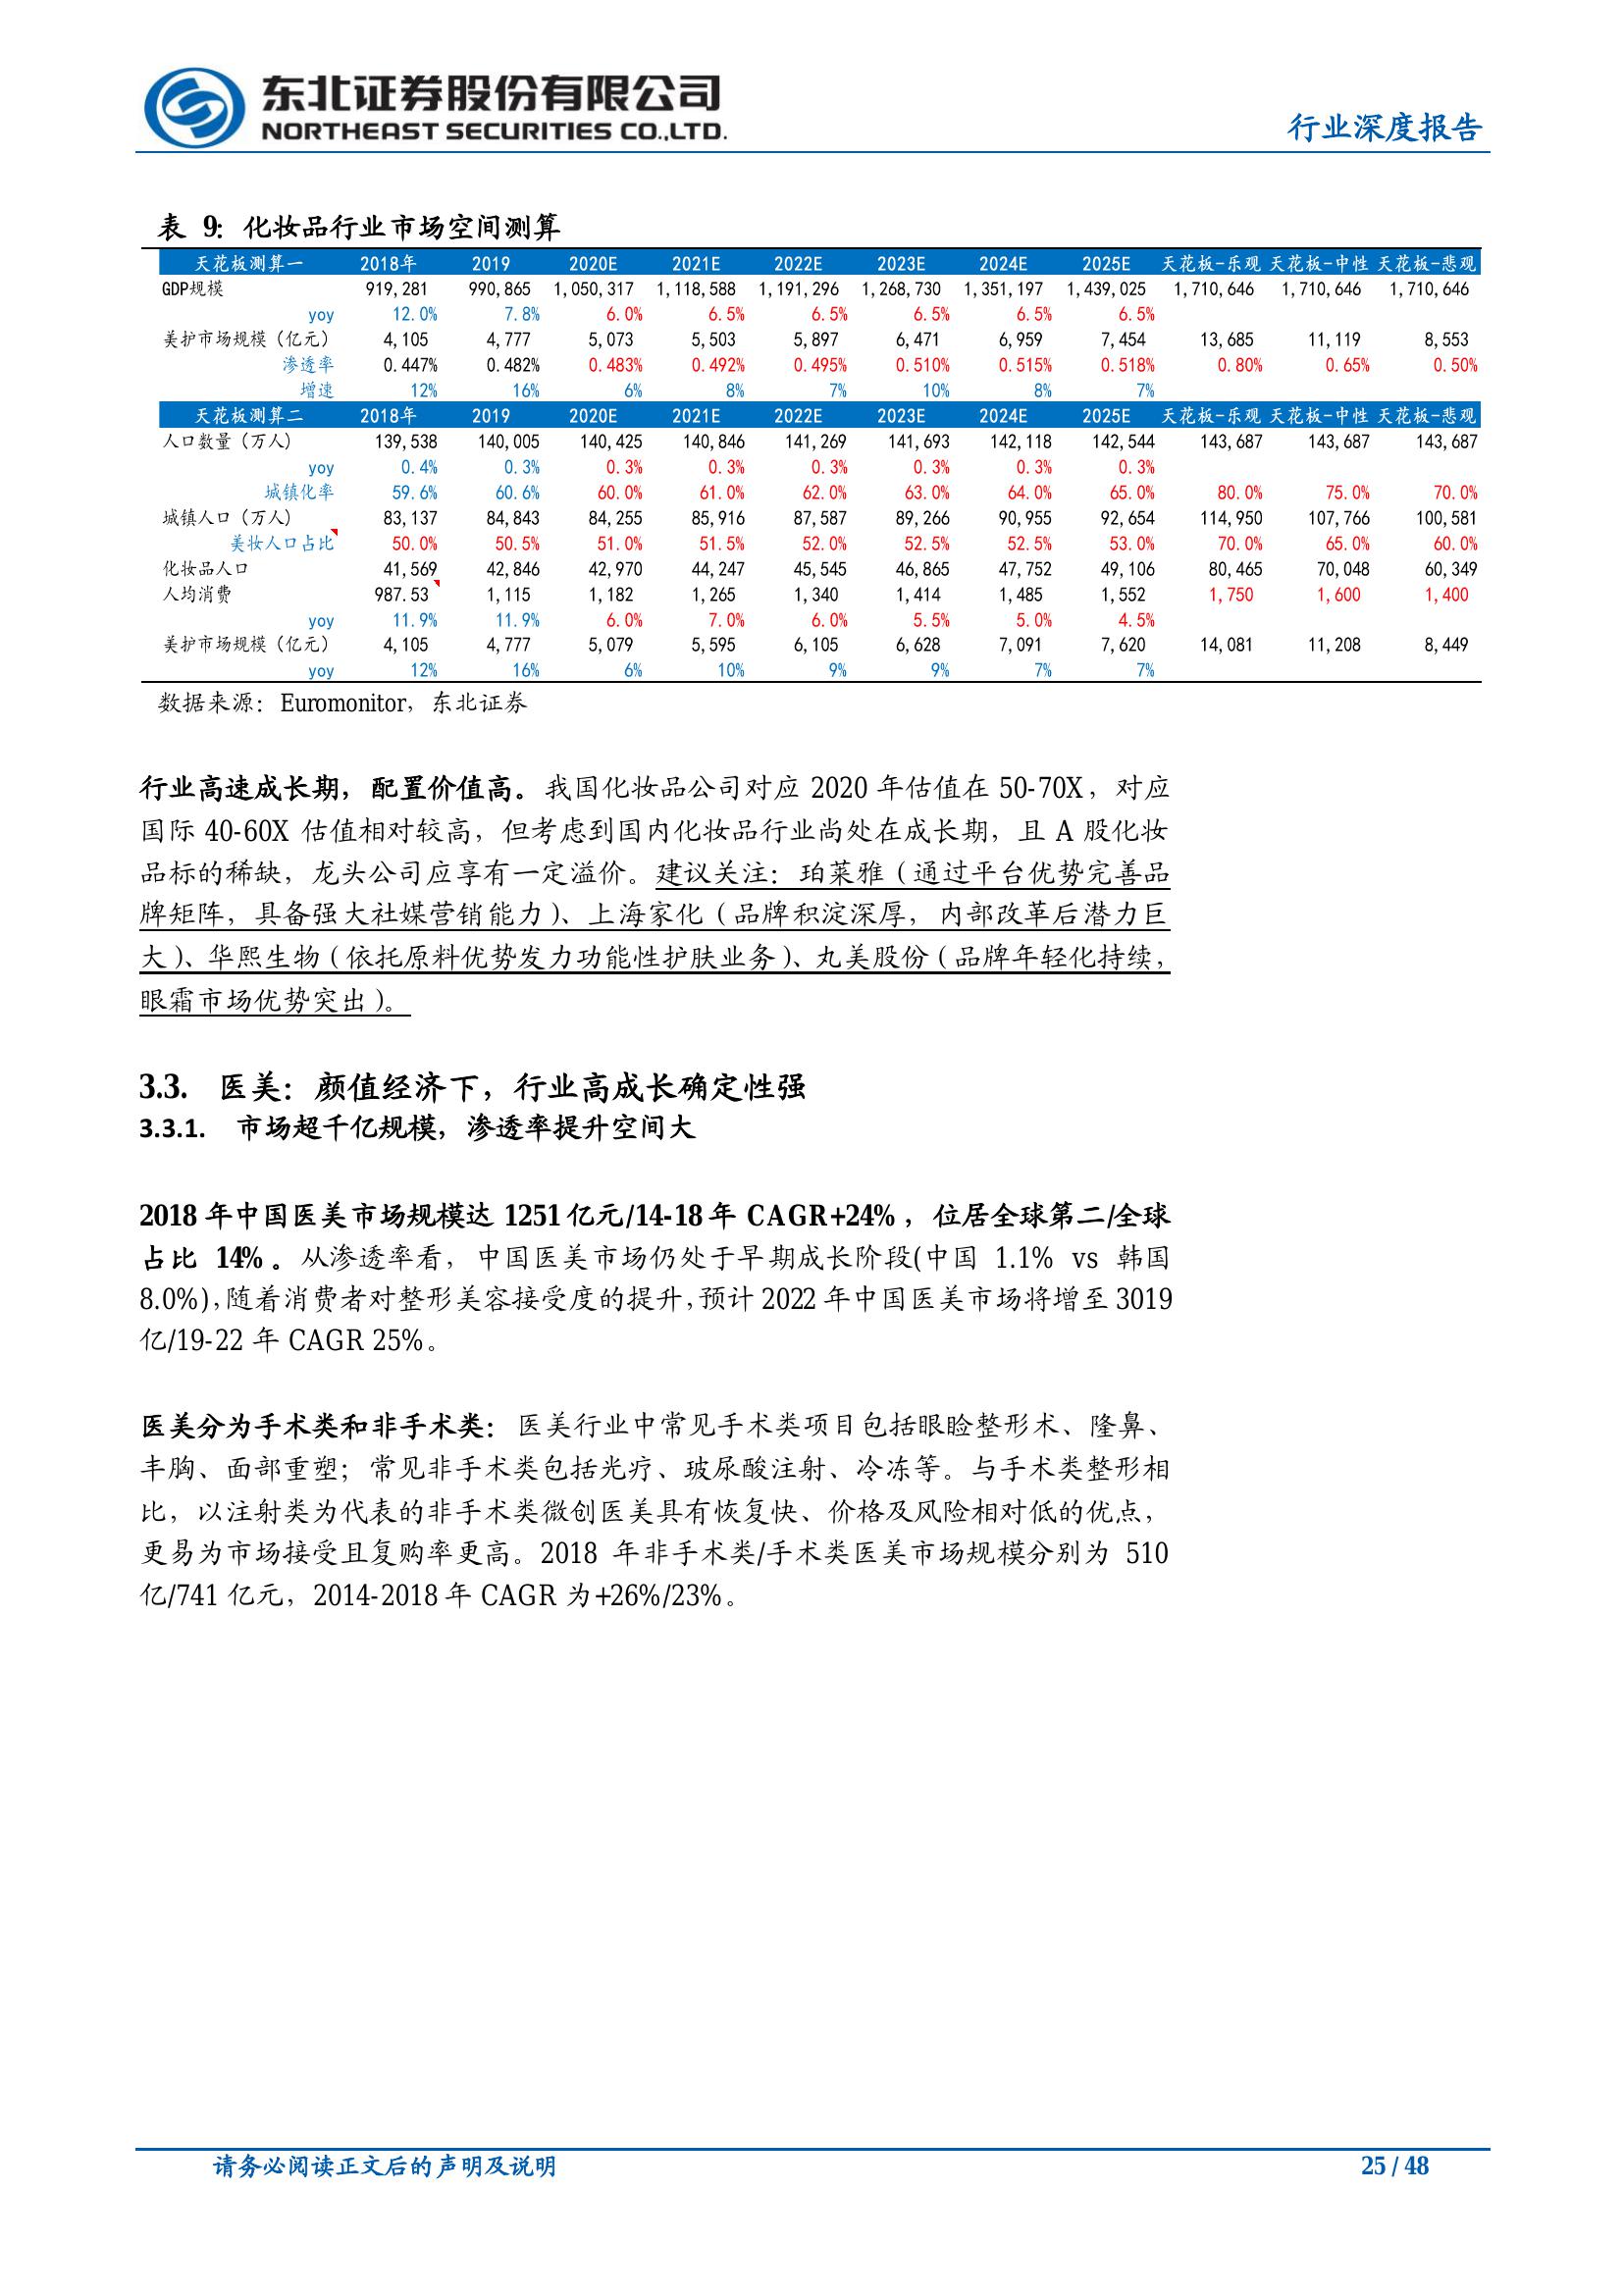 东北证券股份有限公司
NORTHEAST SECURITIES CO.,LTD.
行业深度报告
表 9：化妆品行业市场空间测算
天花板测算一 2018年 2019 2020E 2021E 2022E 2023E 2024E 2025E 天花板-乐观 天花板-中性 天花板-悲观
GDP规模 919,281 990,865 1,050,317 1,118,588 1,191,296 1,268,730 1,351,197 1,439,025 1,710,646 1,710,646 1,710,646
yoy 12.0% 7.8% 6.0% 6.5% 6.5% 6.5% 6.5% 6.5%
美护市场规模（亿元） 4,105 4,777 5,073 5,503 5,897 6,471 6,959 7,454 13,685 11,119 8,553
渗透率 0.447% 0.482% 0.483% 0.492% 0.495% 0.510% 0.515% 0.518% 0.80% 0.65% 0.50%
增速 12% 16% 6% 8% 7% 10% 8% 7%
天花板测算二 2018年 2019 2020E 2021E 2022E 2023E 2024E 2025E 天花板-乐观 天花板-中性 天花板-悲观
人口数量（万人） 139,538 140,005 140,425 140,846 141,269 141,693 142,118 142,544 143,687 143,687 143,687
yoy 0.4% 0.3% 0.3% 0.3% 0.3% 0.3% 0.3% 0.3%
城镇化率 59.6% 60.6% 60.0% 61.0% 62.0% 63.0% 64.0% 65.0% 80.0% 75.0% 70.0%
城镇人口（万人） 83,137 84,843 84,255 85,916 87,587 89,266 90,955 92,654 114,950 107,766 100,581
美妆人口占比 50.0% 50.5% 51.0% 51.5% 52.0% 52.5% 52.5% 53.0% 70.0% 65.0% 60.0%
化妆品人口 41,569 42,846 42,970 44,247 45,545 46,865 47,752 49,106 80,465 70,048 60,349
人均消费 987.53 1,115 1,182 1,265 1,340 1,414 1,485 1,552 1,750 1,600 1,400
yoy 11.9% 11.9% 6.0% 7.0% 6.0% 5.5% 5.0% 4.5%
美护市场规模（亿元） 4,105 4,777 5,079 5,595 6,105 6,628 7,091 7,620 14,081 11,208 8,449
yoy 12% 16% 6% 10% 9% 9% 7% 7%
数据来源：Euromonitor，东北证券
行业高速成长期，配置价值高。我国化妆品公司对应 2020 年估值在 50-70X，对应
国际 40-60X 估值相对较高，但考虑到国内化妆品行业尚处在成长期，且 A 股化妆
品标的稀缺，龙头公司应享有一定溢价。建议关注：珀莱雅（通过平台优势完善品
牌矩阵，具备强大社媒营销能力）、上海家化（品牌积淀深厚，内部改革后潜力巨
大）、华熙生物（依托原料优势发力功能性护肤业务）、丸美股份（品牌年轻化持续，
眼霜市场优势突出）。
3.3. 医美：颜值经济下，行业高成长确定性强
3.3.1. 市场超千亿规模，渗透率提升空间大
2018 年中国医美市场规模达 1251 亿元/14-18 年 CAGR+24%，位居全球第二/全球
占比 14%。从渗透率看，中国医美市场仍处于早期成长阶段(中国 1.1% vs 韩国
8.0%)，随着消费者对整形美容接受度的提升，预计 2022 年中国医美市场将增至 3019
亿/19-22 年 CAGR 25%。
医美分为手术类和非手术类：医美行业中常见手术类项目包括眼睑整形术、隆鼻、
丰胸、面部重塑；常见非手术类包括光疗、玻尿酸注射、冷冻等。与手术类整形相
比，以注射类为代表的非手术类微创医美具有恢复快、价格及风险相对低的优点，
更易为市场接受且复购率更高。2018 年非手术类/手术类医美市场规模分别为 510
亿/741 亿元，2014-2018 年 CAGR 为+26%/23%。
请务必阅读正文后的声明及说明
25 / 48